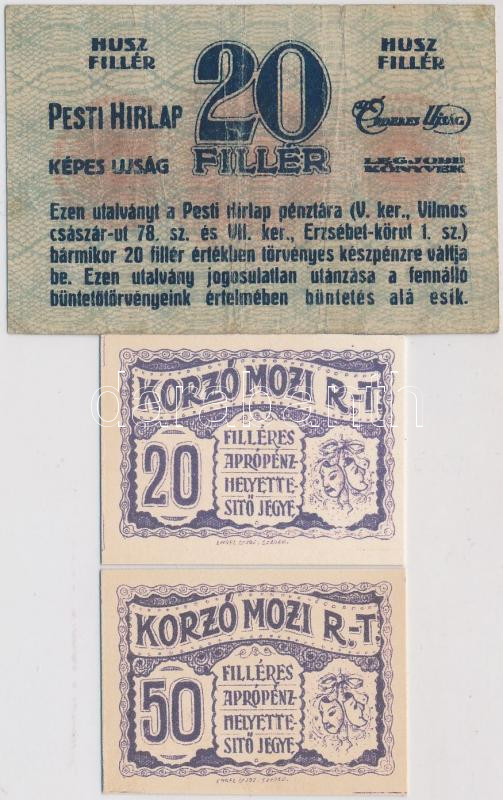 HUSZ FILLÉR
20 FILLÉR
HUSZ FILLÉR
PESTI HIRLAP
ÉRDEKES UJSÁG
KÉPES UJSÁG
LEGJOBB KÖNYVEK
Ezen utalványt a Pesti Hirlap pénztára (V. ker., Vilmos
császár-ut 78. sz. és VII. ker., Erzsébet-körut 1. sz.)
bármikor 20 fillér értékben törvényes készpénzre váltja
be. Ezen utalvány jogosulatlan utánzása a fennálló
büntetőtörvényeink értelmében büntetés alá esik.
KORZÓ MOZI R.-T.
20
FILLÉRES
APRÓPÉNZ-
HELYETTE-
SITŐ JEGYE
KORZÓ MOZI R.-T.
50
FILLÉRES
APRÓPÉNZ-
HELYETTE-
SITŐ JEGYE